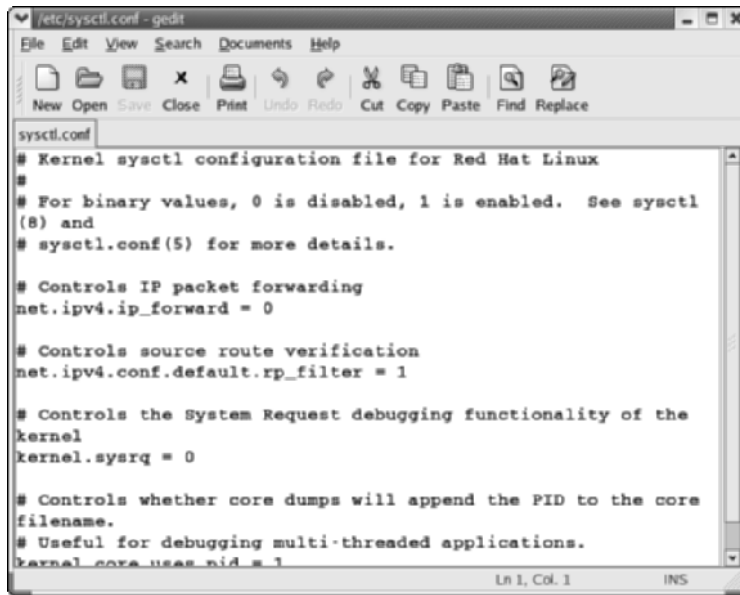 /etc/sysctl.conf - gedit
File Edit View Search Documents Help
New Open Save Close Print Undo Redo Cut Copy Paste Find Replace
sysctl.conf
# Kernel sysctl configuration file for Red Hat Linux
#
# For binary values, 0 is disabled, 1 is enabled.  See sysctl
(8) and
# sysctl.conf(5) for more details.
# Controls IP packet forwarding
net.ipv4.ip_forward = 0
# Controls source route verification
net.ipv4.conf.default.rp_filter = 1
# Controls the System Request debugging functionality of the
kernel
kernel.sysrq = 0
# Controls whether core dumps will append the PID to the core
filename.
# Useful for debugging multi-threaded applications.
kernel.core_uses_pid = 1
Ln 1, Col. 1 INS